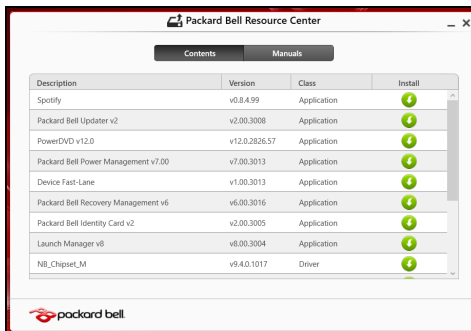 Packard Bell Resource Center
Contents Manuals
Description Version Class Install
Spotify v0.8.4.99 Application
Packard Bell Updater v2 v2.00.3008 Application
PowerDVD v12.0 v12.0.2826.57 Application
Packard Bell Power Management v7.00 v7.00.3013 Application
Device Fast-Lane v1.00.3013 Application
Packard Bell Recovery Management v6 v6.00.3016 Application
Packard Bell Identity Card v2 v2.00.3005 Application
Launch Manager v8 v8.00.3004 Application
NB_Chipset_M v9.4.0.1017 Driver
packard bell.